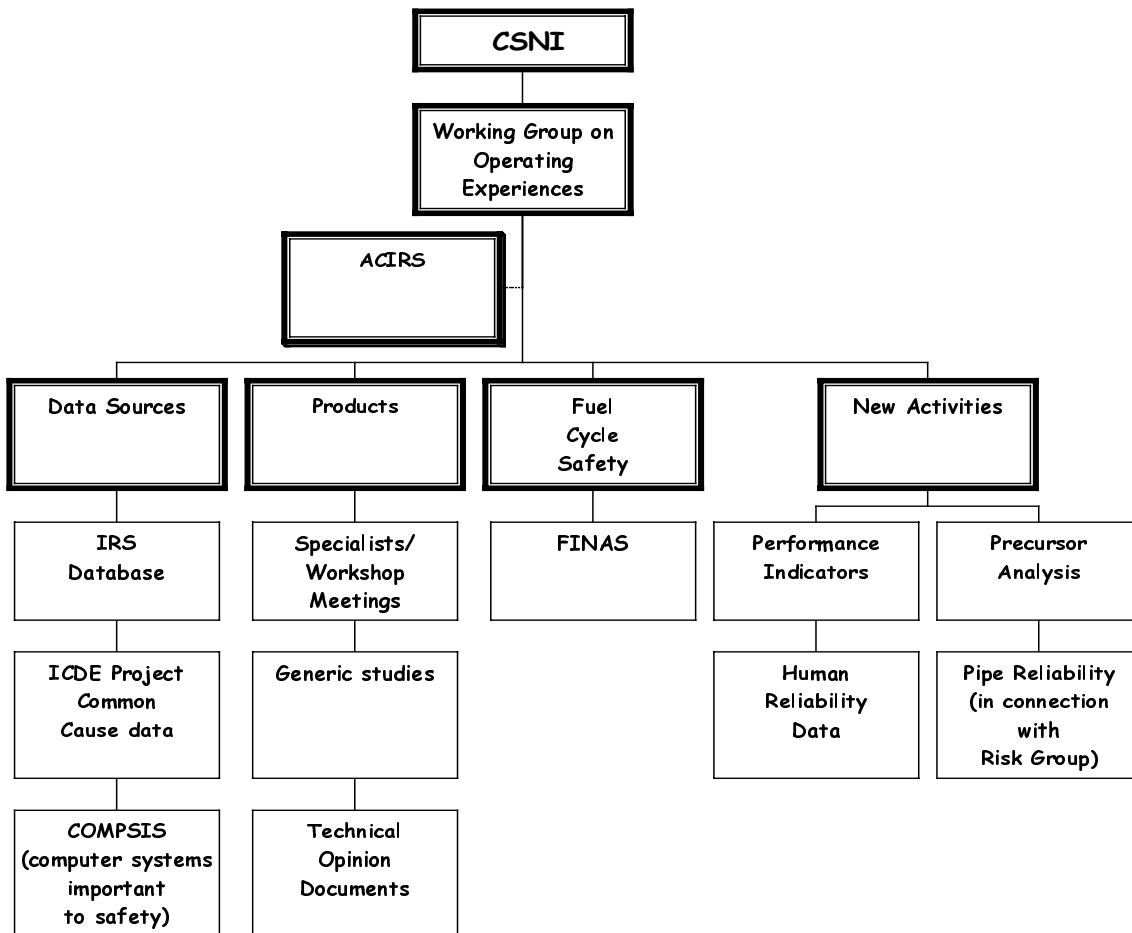 CSNI
Working Group on
Operating
Experiences
ACIRS
Data Sources
Products
Fuel
Cycle
Safety
New Activities
IRS
Database
Specialists/
Workshop
Meetings
FINAS
Performance
Indicators
Precursor
Analysis
ICDE Project
Common
Cause data
Generic studies
Human
Reliability
Data
Pipe Reliability
(in connection
with
Risk Group)
COMPSIS
(computer systems
important
to safety)
Technical
Opinion
Documents